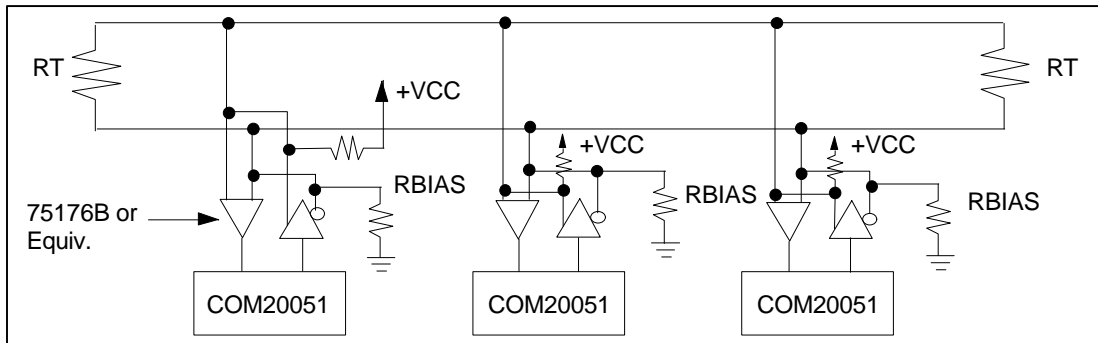 RT
RT
+VCC
+VCC
+VCC
RBIAS
RBIAS
RBIAS
75176B or
Equiv.
COM20051
COM20051
COM20051